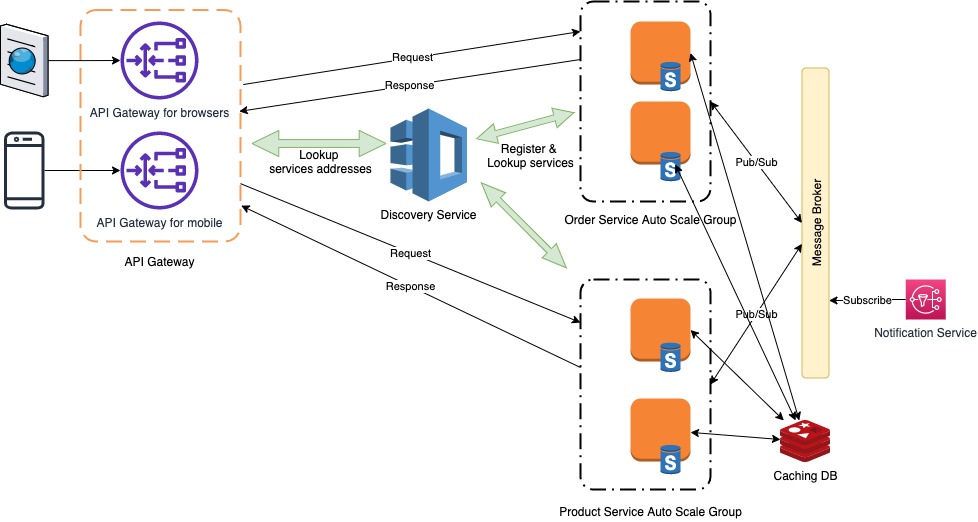 API Gateway for browsers
API Gateway for mobile
API Gateway
Request
Response
Lookup
services addresses
Discovery Service
Register &
Lookup services
Request
Response
S
S
Order Service Auto Scale Group
Pub/Sub
Message Broker
Subscribe
Notification Service
Pub/Sub
S
S
Caching DB
Product Service Auto Scale Group